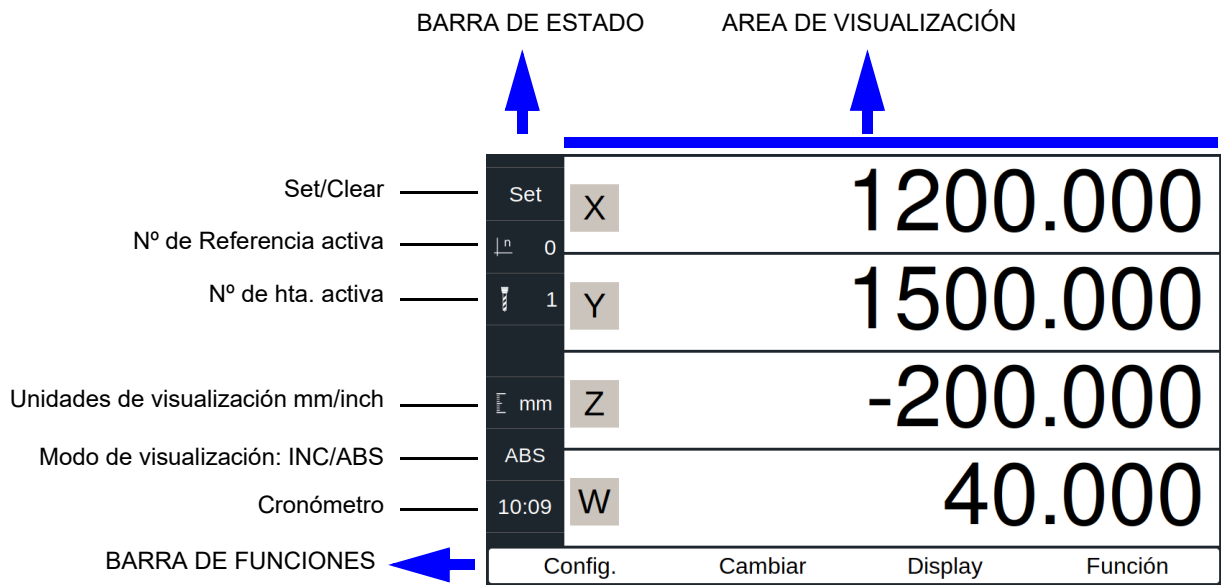 BARRA DE ESTADO
AREA DE VISUALIZACIÓN
Set/Clear
Set
X
1200.000
Nº de Referencia activa
n 0
Nº de hta. activa
1
Y
1500.000
Unidades de visualización mm/inch
mm
Z
-200.000
Modo de visualización: INC/ABS
ABS
Cronómetro
10:09
W
40.000
BARRA DE FUNCIONES
Config. Cambiar Display Función